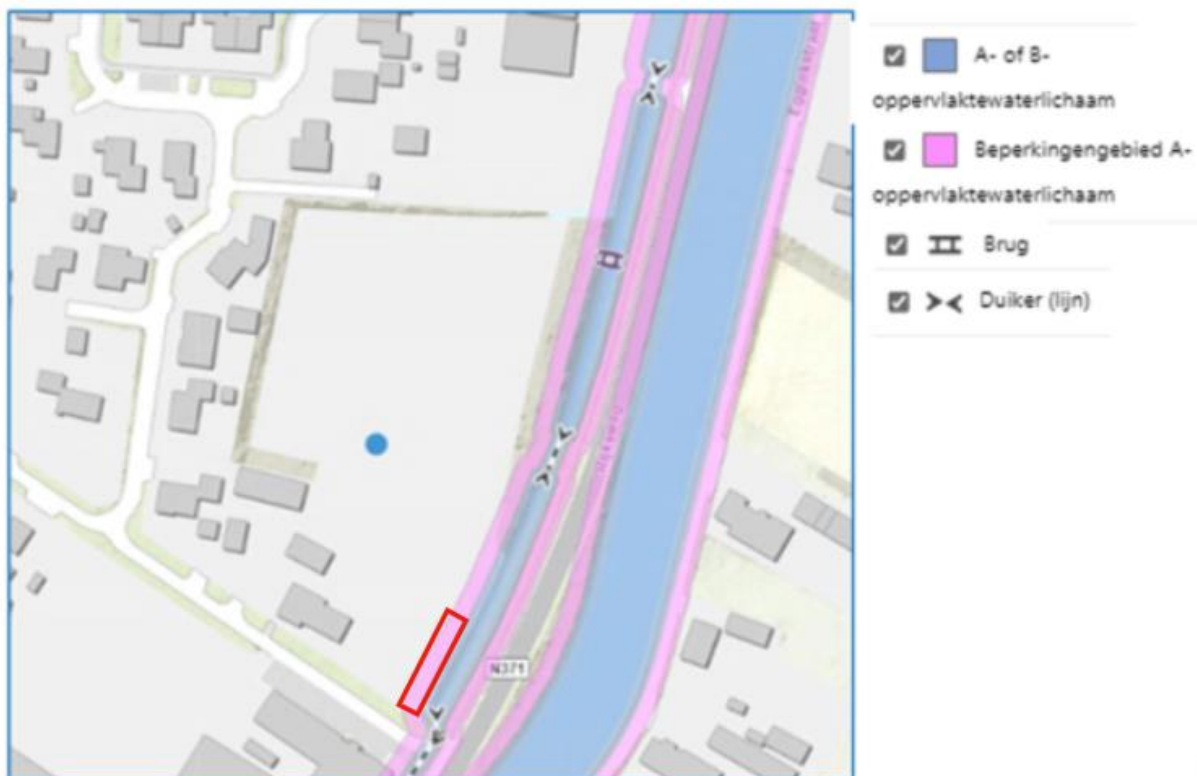 A- of B-
oppervlaktewaterlichaam
Beperkingengebied A-
oppervlaktewaterlichaam
Brug
Duiker (lijn)
N371